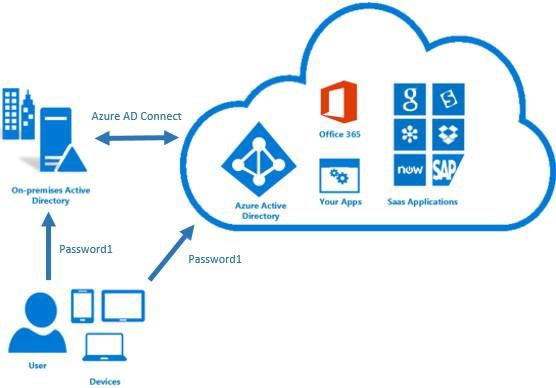 Azure AD Connect
Office 365
g
now
SAP
On-premises Active
Directory
Azure Active
Directory
Your Apps
Saas Applications
Password1
Password1
User
Devices